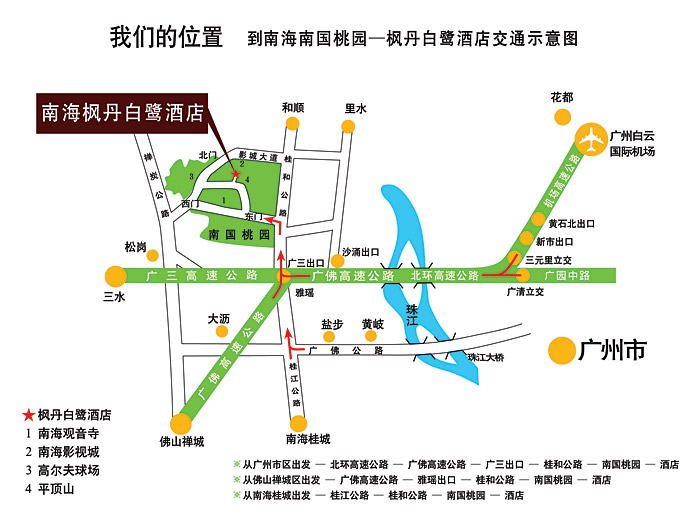 我们的位置 到南海南国桃园—枫丹白鹭酒店交通示意图
南海枫丹白鹭酒店
和顺
里水
花都
广州白云
国际机场
禅炭公路
北门
影城大道
桂和公路
机场高速公路
2
3
4
1
西门
东门
南国桃园
黄石北出口
新市出口
三元里立交
松岗
沙涌出口
广三出口
广三高速公路
广佛高速公路
北环高速公路
广园中路
三水
雅瑶
广清立交
珠江
大沥
盐步
黄岐
广佛公路
珠江大桥
广州市
广佛高速公路
桂江公路
佛山禅城
南海桂城
★枫丹白鹭酒店
1 南海观音寺
2 南海影视城
3 高尔夫球场
4 平顶山
※从广州市区出发 — 北环高速公路 — 广佛高速公路 — 广三出口 — 桂和公路 — 南国桃园 — 酒店
※从佛山禅城区出发 — 广佛高速公路 — 雅瑶出口 — 桂和公路 — 南国桃园 — 酒店
※从南海桂城出发 — 桂江公路 — 桂和公路 — 南国桃园 — 酒店